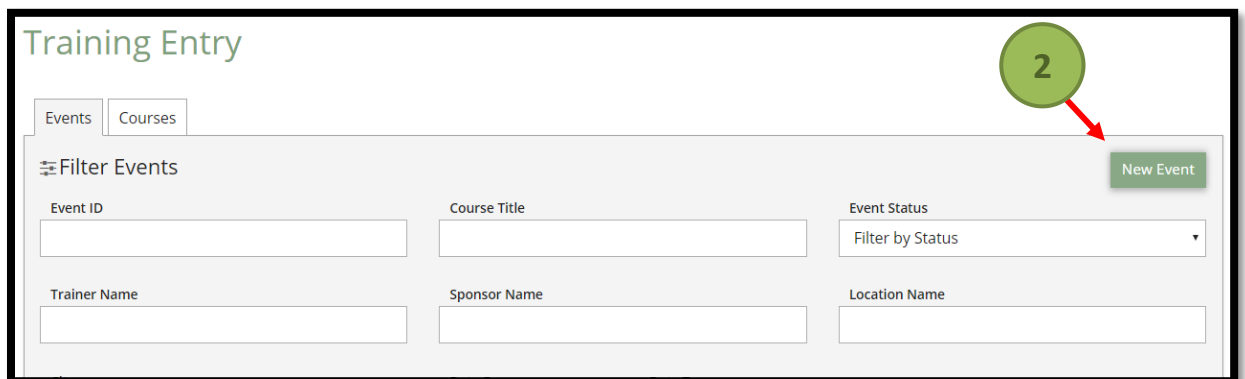 Training Entry
2
Events Courses
Filter Events New Event
Event ID Course Title Event Status
Filter by Status
Trainer Name Sponsor Name Location Name